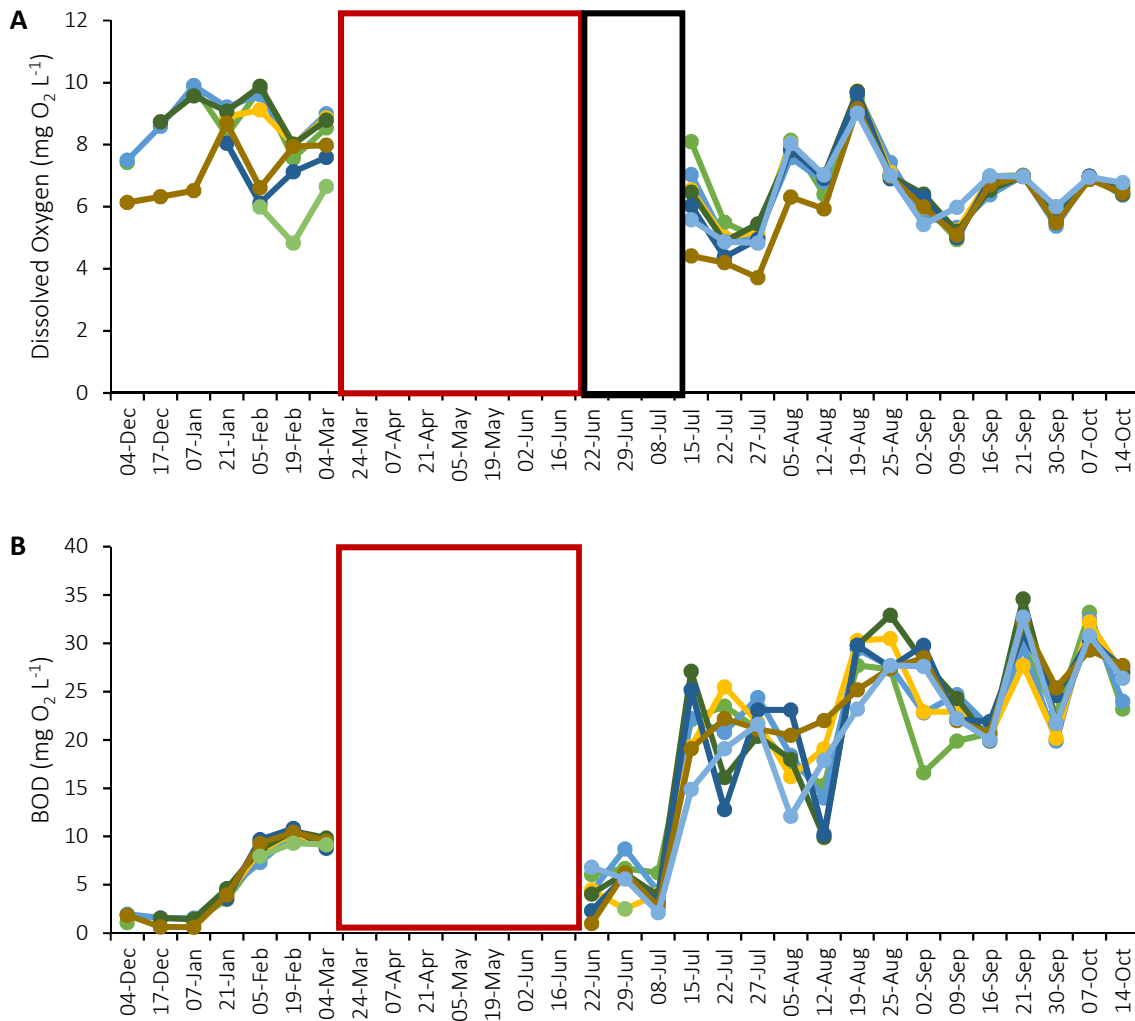 A
Dissolved Oxygen (mg O2 L-1)
12
10
8
6
4
2
0
04-Dec
17-Dec
07-Jan
21-Jan
05-Feb
19-Feb
04-Mar
24-Mar
07-Apr
21-Apr
05-May
19-May
02-Jun
16-Jun
22-Jun
29-Jun
08-Jul
15-Jul
22-Jul
27-Jul
05-Aug
12-Aug
19-Aug
25-Aug
02-Sep
09-Sep
16-Sep
21-Sep
30-Sep
07-Oct
14-Oct
B
BOD (mg O2 L-1)
40
35
30
25
20
15
10
5
0
04-Dec
17-Dec
07-Jan
21-Jan
05-Feb
19-Feb
04-Mar
24-Mar
07-Apr
21-Apr
05-May
19-May
02-Jun
16-Jun
22-Jun
29-Jun
08-Jul
15-Jul
22-Jul
27-Jul
05-Aug
12-Aug
19-Aug
25-Aug
02-Sep
09-Sep
16-Sep
21-Sep
30-Sep
07-Oct
14-Oct